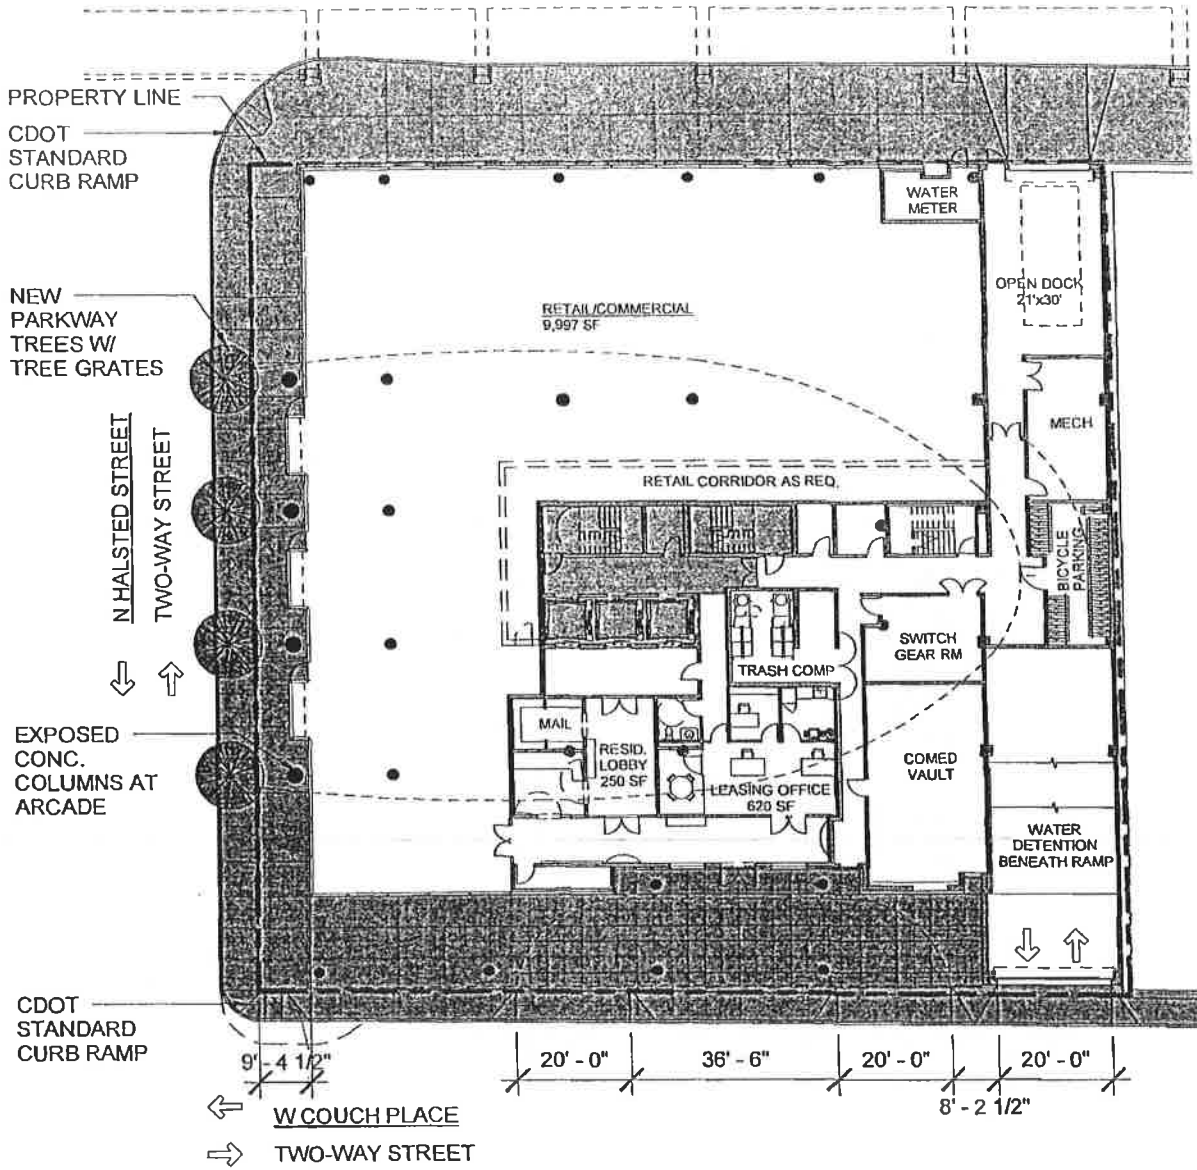 PROPERTY LINE
CDOT
STANDARD
CURB RAMP
WATER
METER
OPEN DOCK
21'x30'
NEW
PARKWAY
TREES W/
TREE GRATES
RETAIL/COMMERCIAL
9,997 SF
MECH
N HALSTED STREET
TWO-WAY STREET
RETAIL CORRIDOR AS REQ.
BICYCLE
PARKING
SWITCH
GEAR RM
TRASH COMP
EXPOSED
CONC.
COLUMNS AT
ARCADE
MAIL
RESID.
LOBBY
250 SF
LEASING OFFICE
620 SF
COMED
VAULT
WATER
DETENTION
BENEATH RAMP
CDOT
STANDARD
CURB RAMP
9' - 4 1/2"
20' - 0"
36' - 6"
20' - 0"
8' - 2 1/2"
20' - 0"
W COUCH PLACE
TWO-WAY STREET